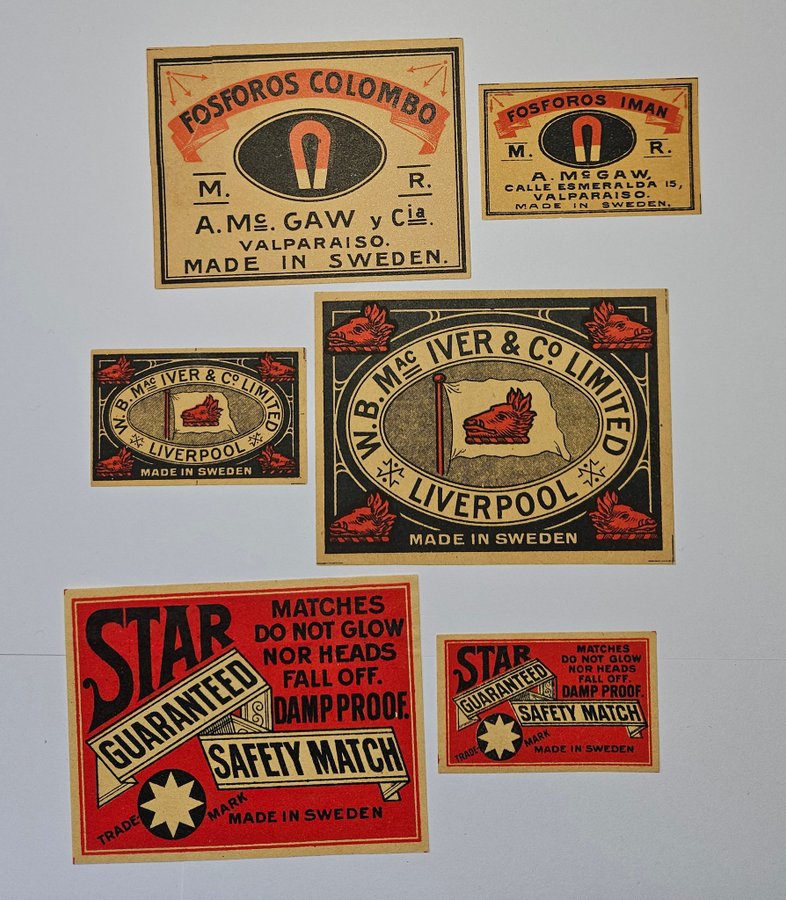 FOSFOROS COLOMBO
M. R.
A. Mc. GAW y Cia.
VALPARAISO.
MADE IN SWEDEN.
FOSFOROS IMAN
M. R.
A. McGAW,
CALLE ESMERALDA 15,
VALPARAISO.
MADE IN SWEDEN.
W. B. Mac IVER & Co LIMITED
LIVERPOOL
MADE IN SWEDEN
W. B. Mac IVER & Co LIMITED
LIVERPOOL
MADE IN SWEDEN
STAR
MATCHES
DO NOT GLOW
NOR HEADS
FALL OFF.
DAMP PROOF.
GUARANTEED
SAFETY MATCH
TRADE MARK
MADE IN SWEDEN
STAR
MATCHES
DO NOT GLOW
NOR HEADS
FALL OFF.
DAMP PROOF.
GUARANTEED
SAFETY MATCH
TRADE MARK
MADE IN SWEDEN